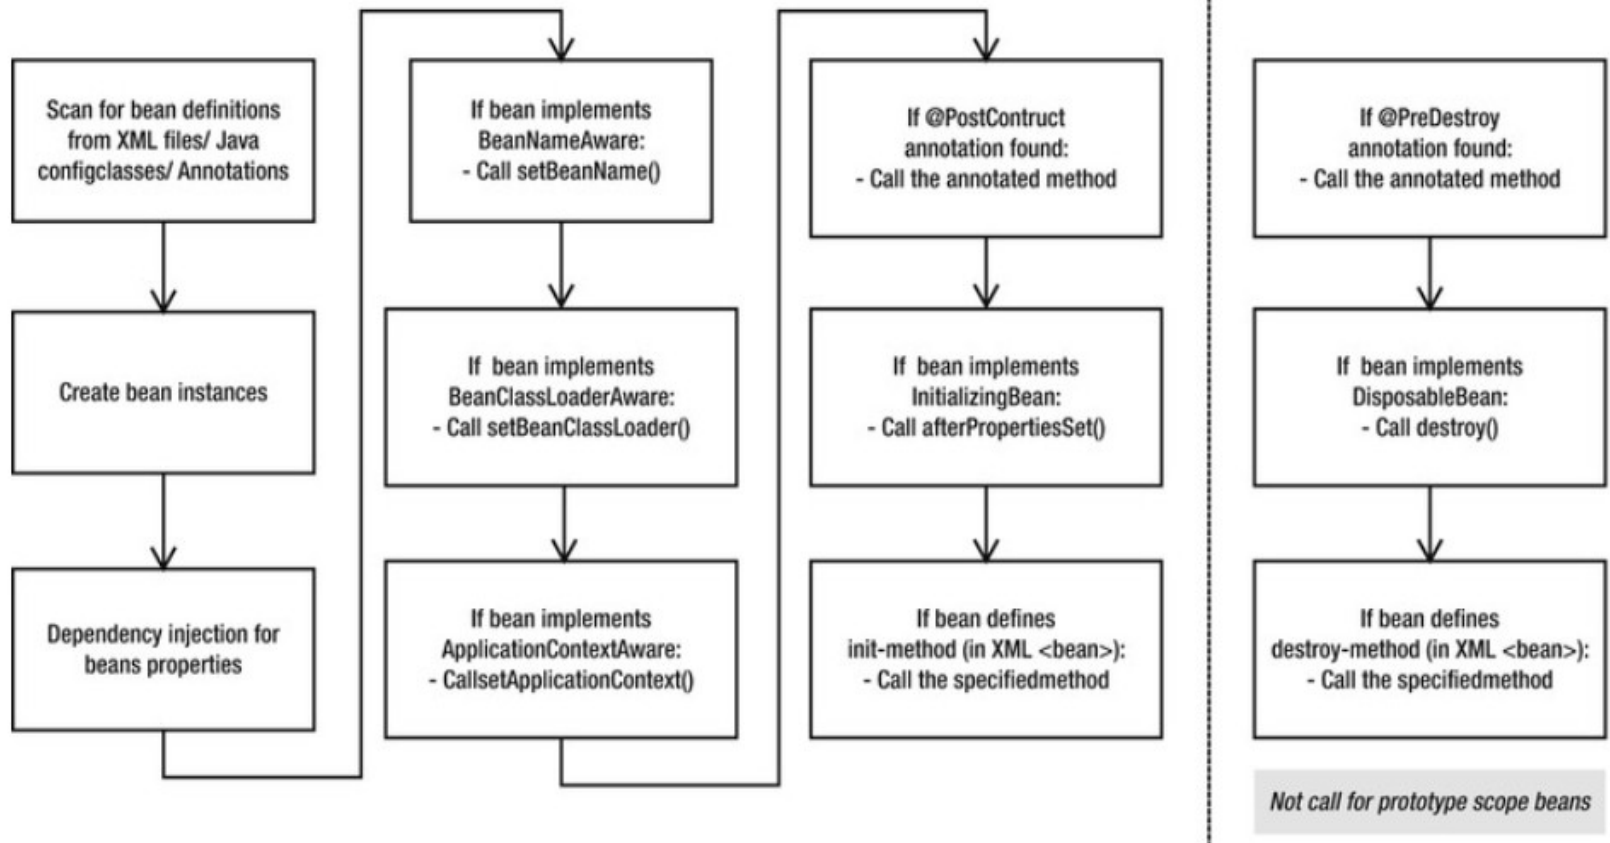 Scan for bean definitions
from XML files/ Java
configclasses/ Annotations
Create bean instances
Dependency injection for
beans properties
If bean implements
BeanNameAware:
- Call setBeanName()
If bean implements
BeanClassLoaderAware:
- Call setBeanClassLoader()
If bean implements
ApplicationContextAware:
- CallsetApplicationContext()
If @PostContruct
annotation found:
- Call the annotated method
If bean implements
InitializingBean:
- Call afterPropertiesSet()
If bean defines
init-method (in XML <bean>):
- Call the specifiedmethod
If @PreDestroy
annotation found:
- Call the annotated method
If bean implements
DisposableBean:
- Call destroy()
If bean defines
destroy-method (in XML <bean>):
- Call the specifiedmethod
Not call for prototype scope beans